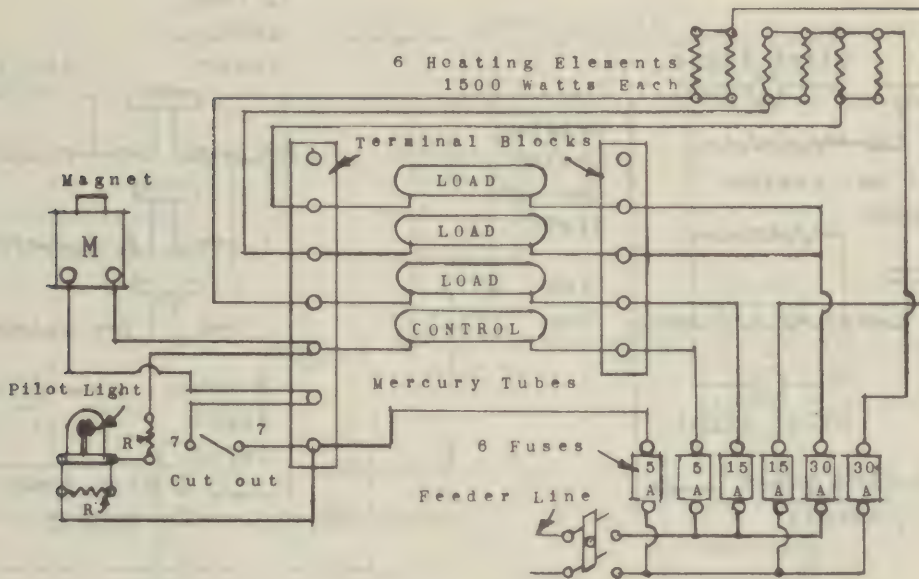 6 Heating Elements
1500 Watts Each
Terminal Blocks
Magnet
M
LOAD
LOAD
LOAD
CONTROL
Mercury Tubes
Pilot Light
R
7
7
Cut out
R
6 Fuses
5 A
5 A
15 A
15 A
30 A
30 A
Feeder Line